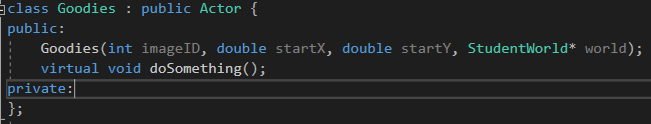 class Goodies : public Actor {
public:
    Goodies(int imageID, double startX, double startY, StudentWorld* world);
    virtual void doSomething();
private:
};